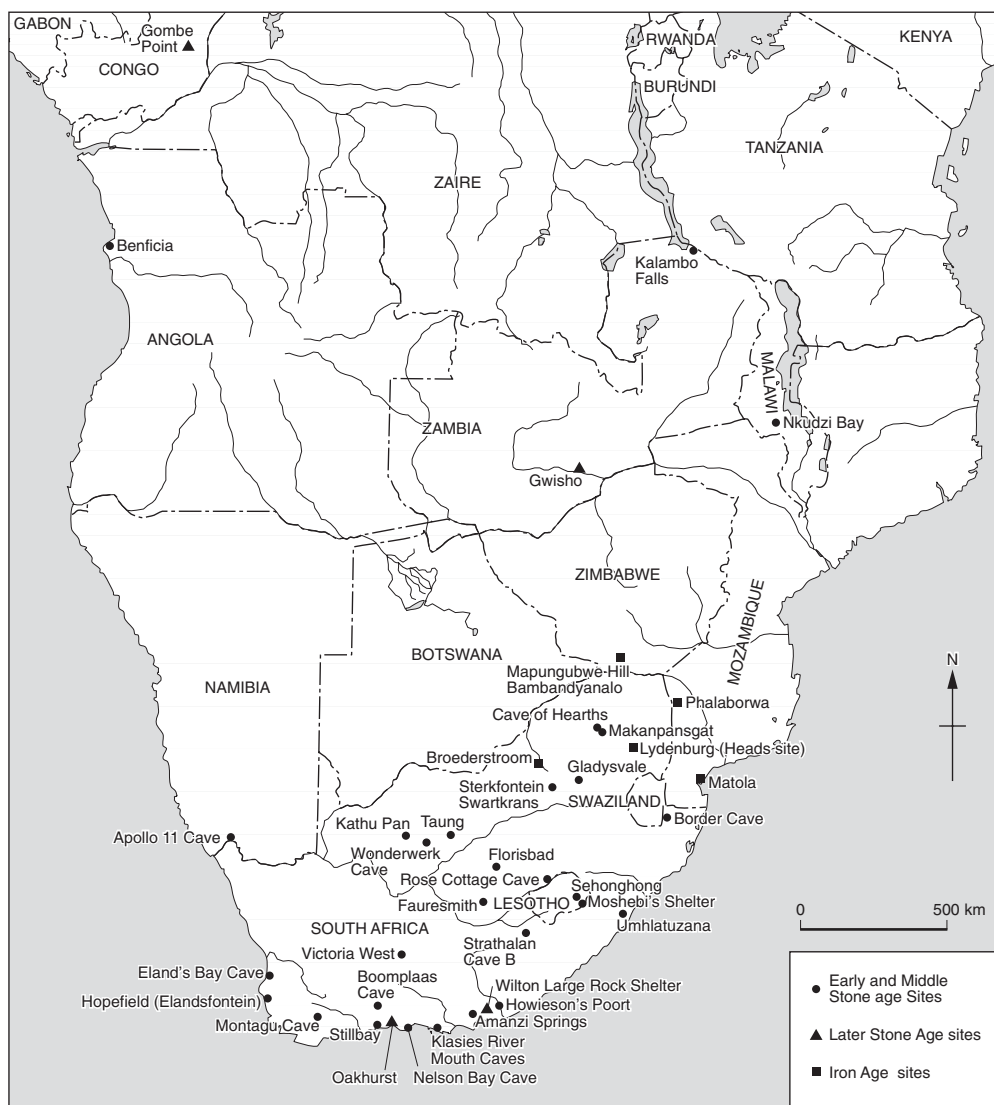 GABON
Gombe
Point
CONGO
RWANDA
KENYA
BURUNDI
TANZANIA
ZAIRE
Benficia
Kalambo
Falls
ANGOLA
MALAWI
ZAMBIA
Nkudzi Bay
Gwisho
ZIMBABWE
MOZAMBIQUE
BOTSWANA
NAMIBIA
Mapungubwe Hill
Bambandyanalo
N
Phalaborwa
Cave of Hearths
Makanpansgat
Lydenburg (Heads site)
Broederstroom
Gladysvale
Matola
Sterkfontein
Swartkrans
SWAZILAND
Border Cave
Apollo 11 Cave
Kathu Pan
Taung
Wonderwerk
Cave
Florisbad
Rose Cottage Cave
Sehonghong
Fauresmith
LESOTHO
Moshebi's Shelter
Umhlatuzana
0
500 km
SOUTH AFRICA
Victoria West
Strathalan
Cave B
Eland's Bay Cave
Boomplaas
Cave
Wilton Large Rock Shelter
Hopefield (Elandsfontein)
Howieson's Poort
Montagu Cave
Stillbay
Amanzi Springs
Klasies River
Mouth Caves
Oakhurst
Nelson Bay Cave
Early and Middle
Stone age Sites
Later Stone Age sites
Iron Age sites